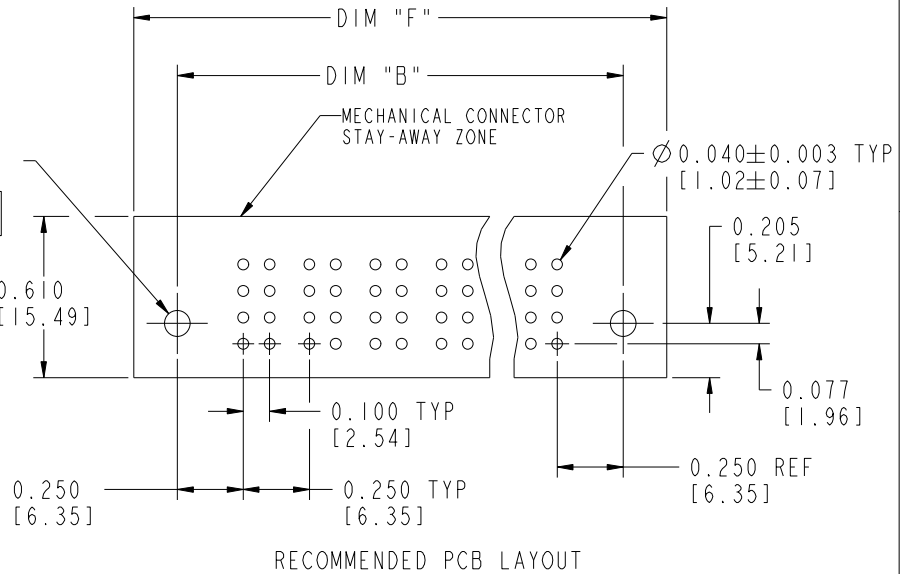 DIM "F"
DIM "B"
MECHANICAL CONNECTOR
STAY-AWAY ZONE
Ø 0.040±0.003 TYP
[1.02±0.07]
0.205
[5.21]
0.610
[15.49]
0.077
[1.96]
0.100 TYP
[2.54]
0.250 REF
[6.35]
0.250
[6.35]
0.250 TYP
[6.35]
RECOMMENDED PCB LAYOUT